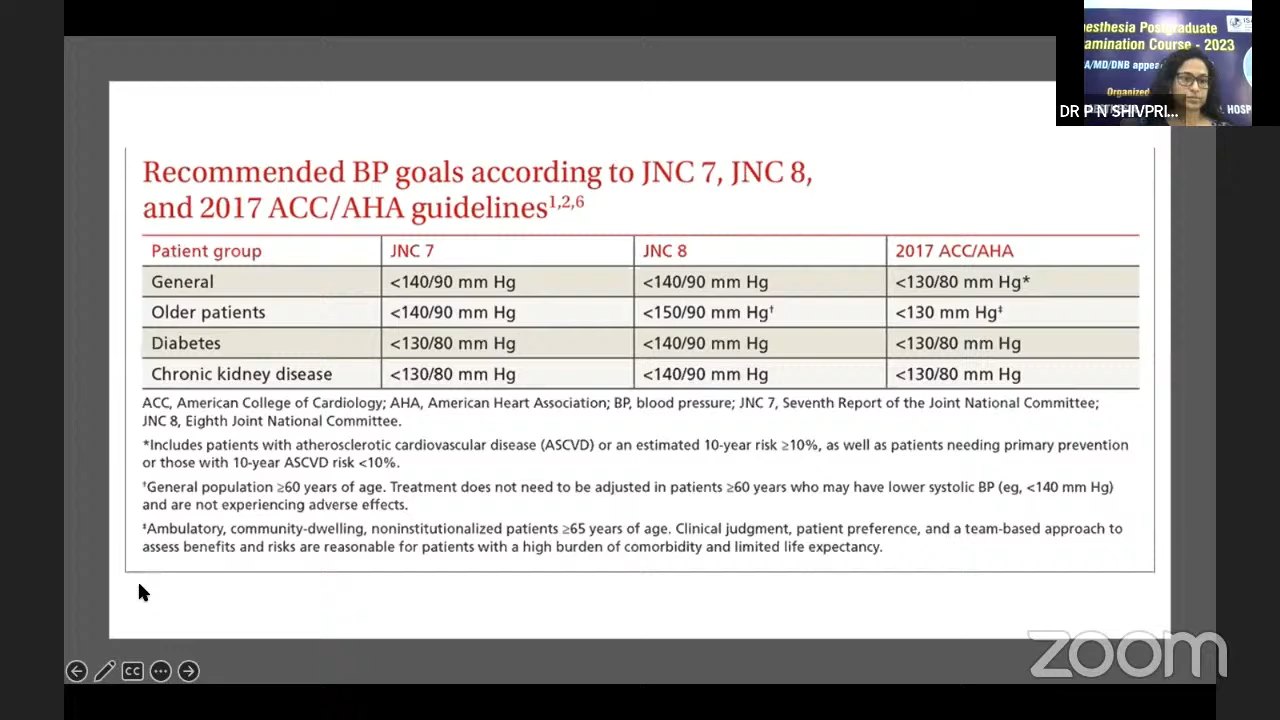 Recommended BP goals according to JNC 7, JNC 8,
and 2017 ACC/AHA guidelines1,2,6
Patient group JNC 7 JNC 8 2017 ACC/AHA
General <140/90 mm Hg <140/90 mm Hg <130/80 mm Hg*
Older patients <140/90 mm Hg <150/90 mm Hg† <130 mm Hg‡
Diabetes <130/80 mm Hg <140/90 mm Hg <130/80 mm Hg
Chronic kidney disease <130/80 mm Hg <140/90 mm Hg <130/80 mm Hg
ACC, American College of Cardiology; AHA, American Heart Association; BP, blood pressure; JNC 7, Seventh Report of the Joint National Committee;
JNC 8, Eighth Joint National Committee.
*Includes patients with atherosclerotic cardiovascular disease (ASCVD) or an estimated 10-year risk ≥10%, as well as patients needing primary prevention
or those with 10-year ASCVD risk <10%.
†General population ≥60 years of age. Treatment does not need to be adjusted in patients ≥60 years who may have lower systolic BP (eg, <140 mm Hg)
and are not experiencing adverse effects.
‡Ambulatory, community-dwelling, noninstitutionalized patients ≥65 years of age. Clinical judgment, patient preference, and a team-based approach to
assess benefits and risks are reasonable for patients with a high burden of comorbidity and limited life expectancy.
esthesia Postgraduate
amination Course - 2023
A/MD/DNB appea
Organized
HOSP
DR P N SHIVPRI...
CC
zoom